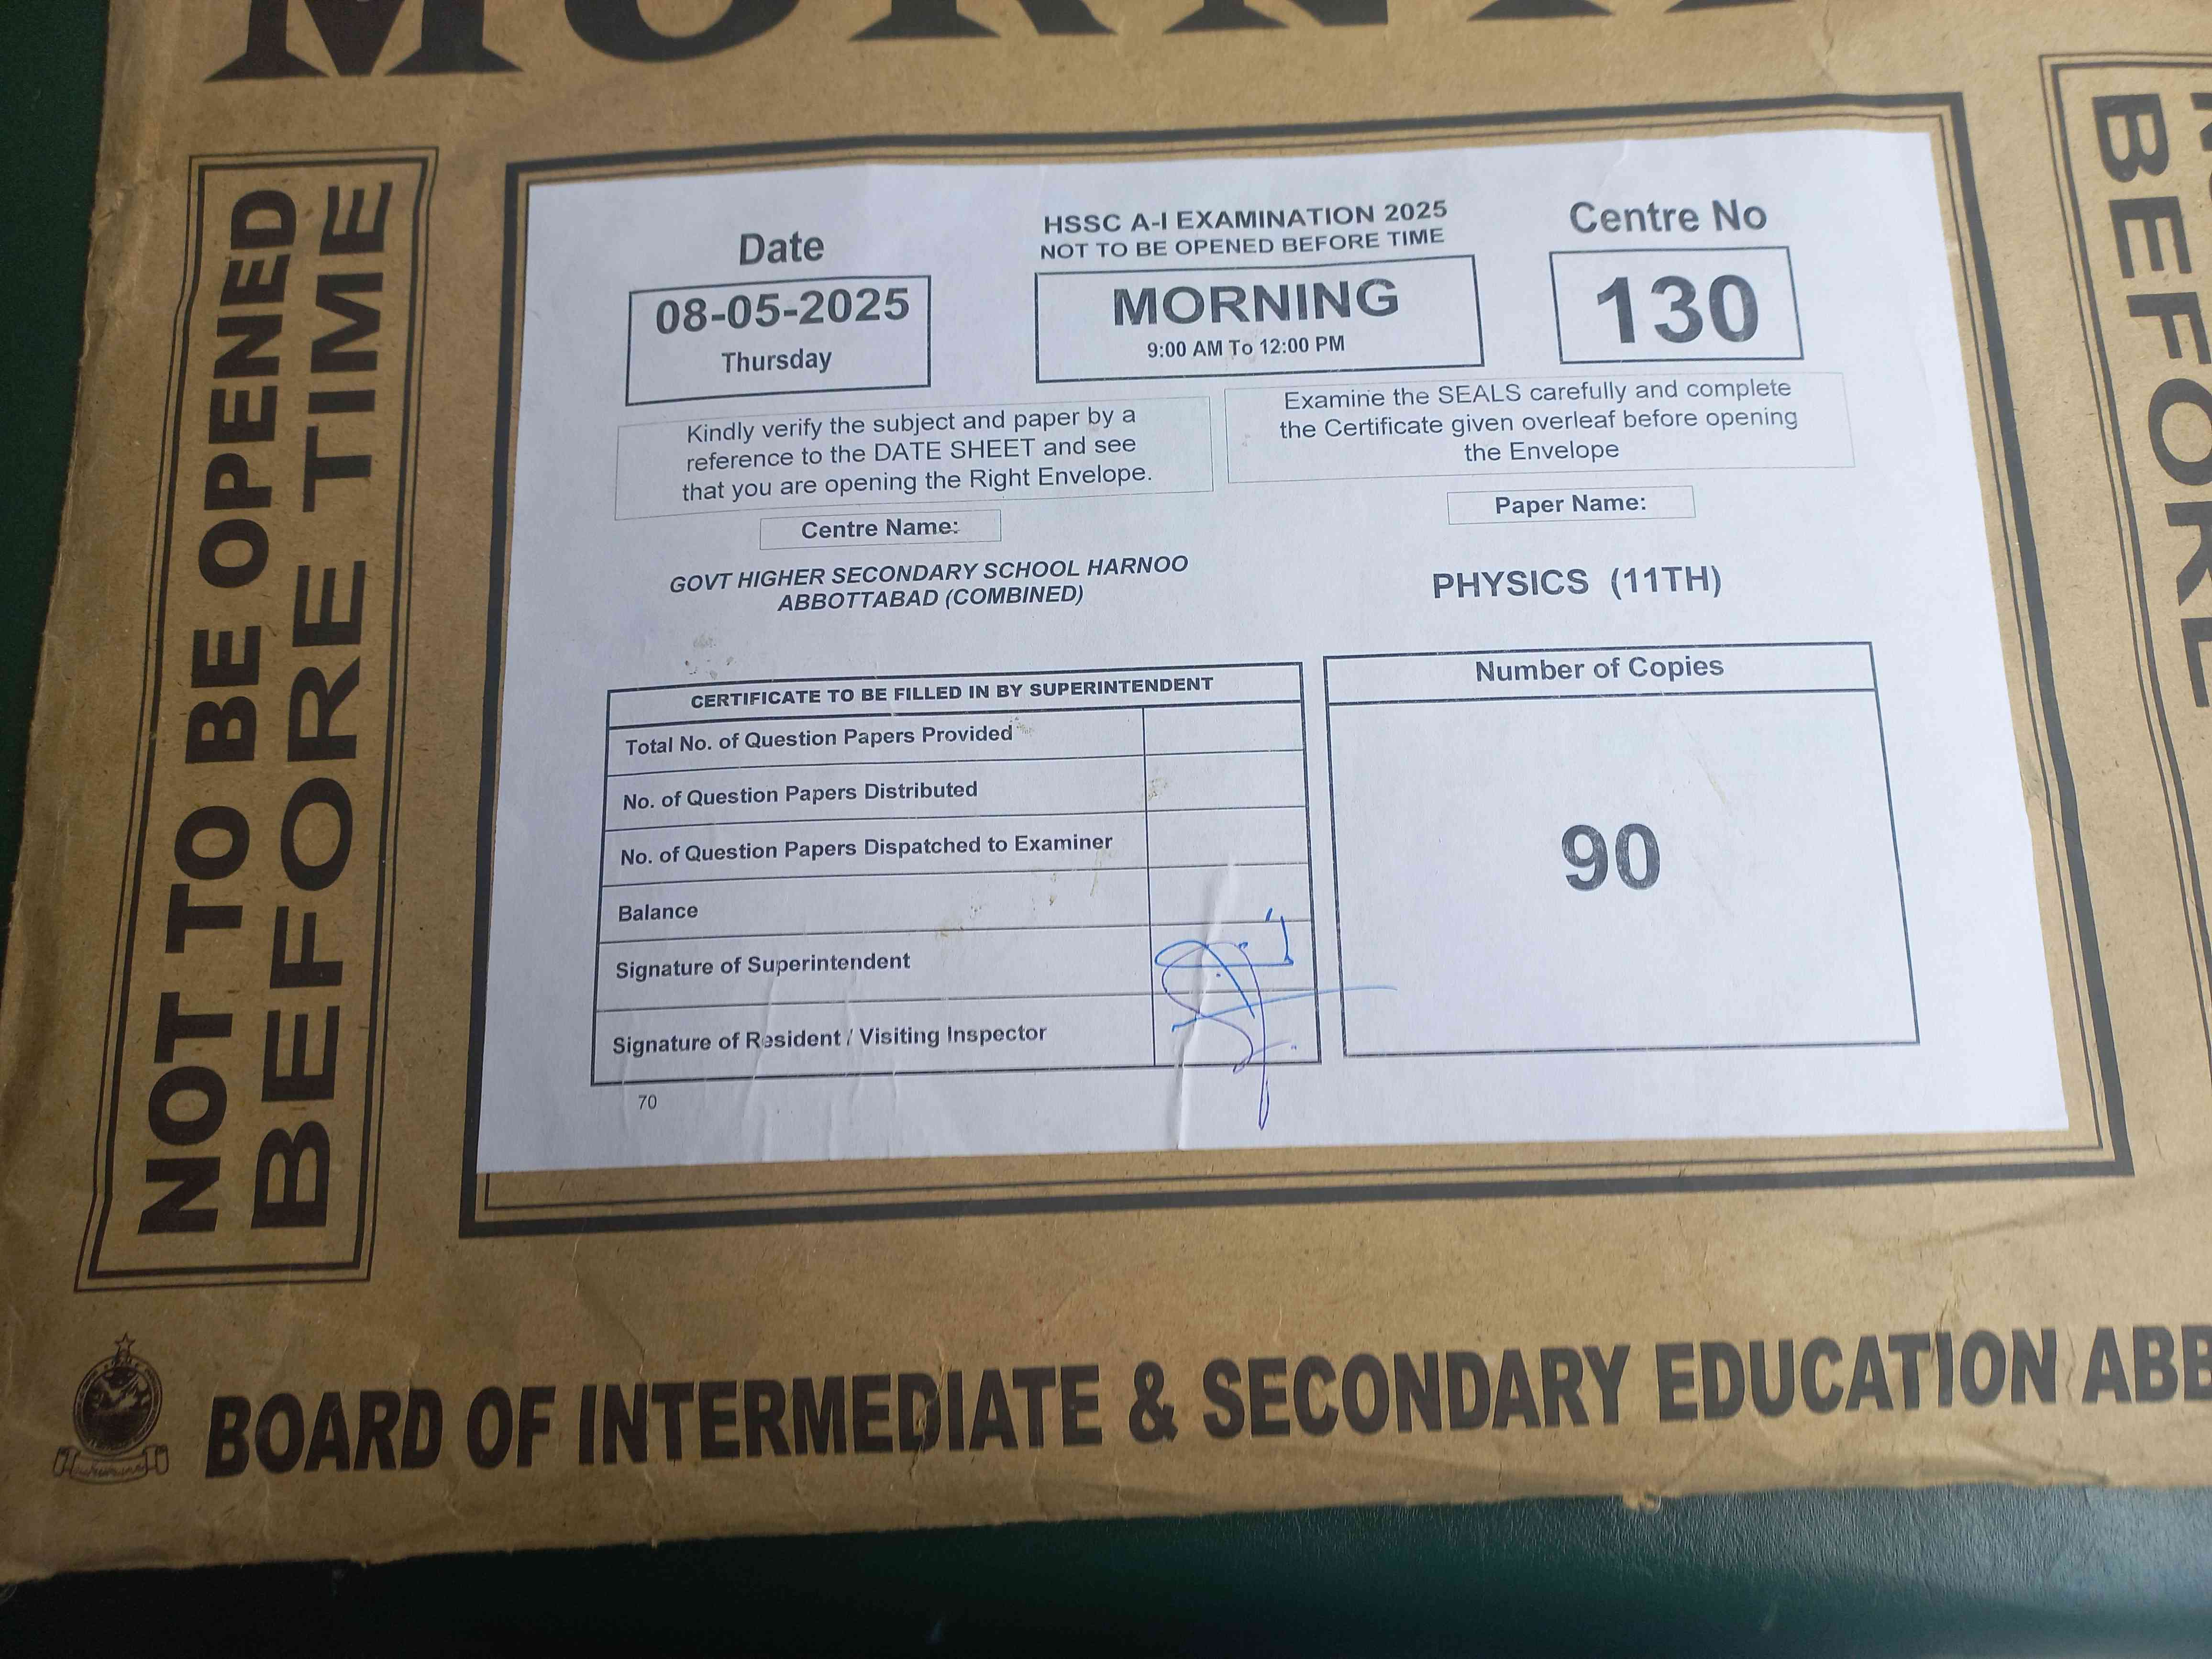 NOT TO BE OPENED
BEFORE TIME
BEFORE
Date
08-05-2025
Thursday
HSSC A-I EXAMINATION 2025
NOT TO BE OPENED BEFORE TIME
MORNING
9:00 AM To 12:00 PM
Centre No
130
Kindly verify the subject and paper by a
reference to the DATE SHEET and see
that you are opening the Right Envelope.
Examine the SEALS carefully and complete
the Certificate given overleaf before opening
the Envelope
Centre Name:
GOVT HIGHER SECONDARY SCHOOL HARNOO
ABBOTTABAD (COMBINED)
Paper Name:
PHYSICS (11TH)
CERTIFICATE TO BE FILLED IN BY SUPERINTENDENT
Total No. of Question Papers Provided
No. of Question Papers Distributed
No. of Question Papers Dispatched to Examiner
Balance
Signature of Superintendent
Signature of Resident / Visiting Inspector
70
Number of Copies
90
BOARD OF INTERMEDIATE & SECONDARY EDUCATION ABB